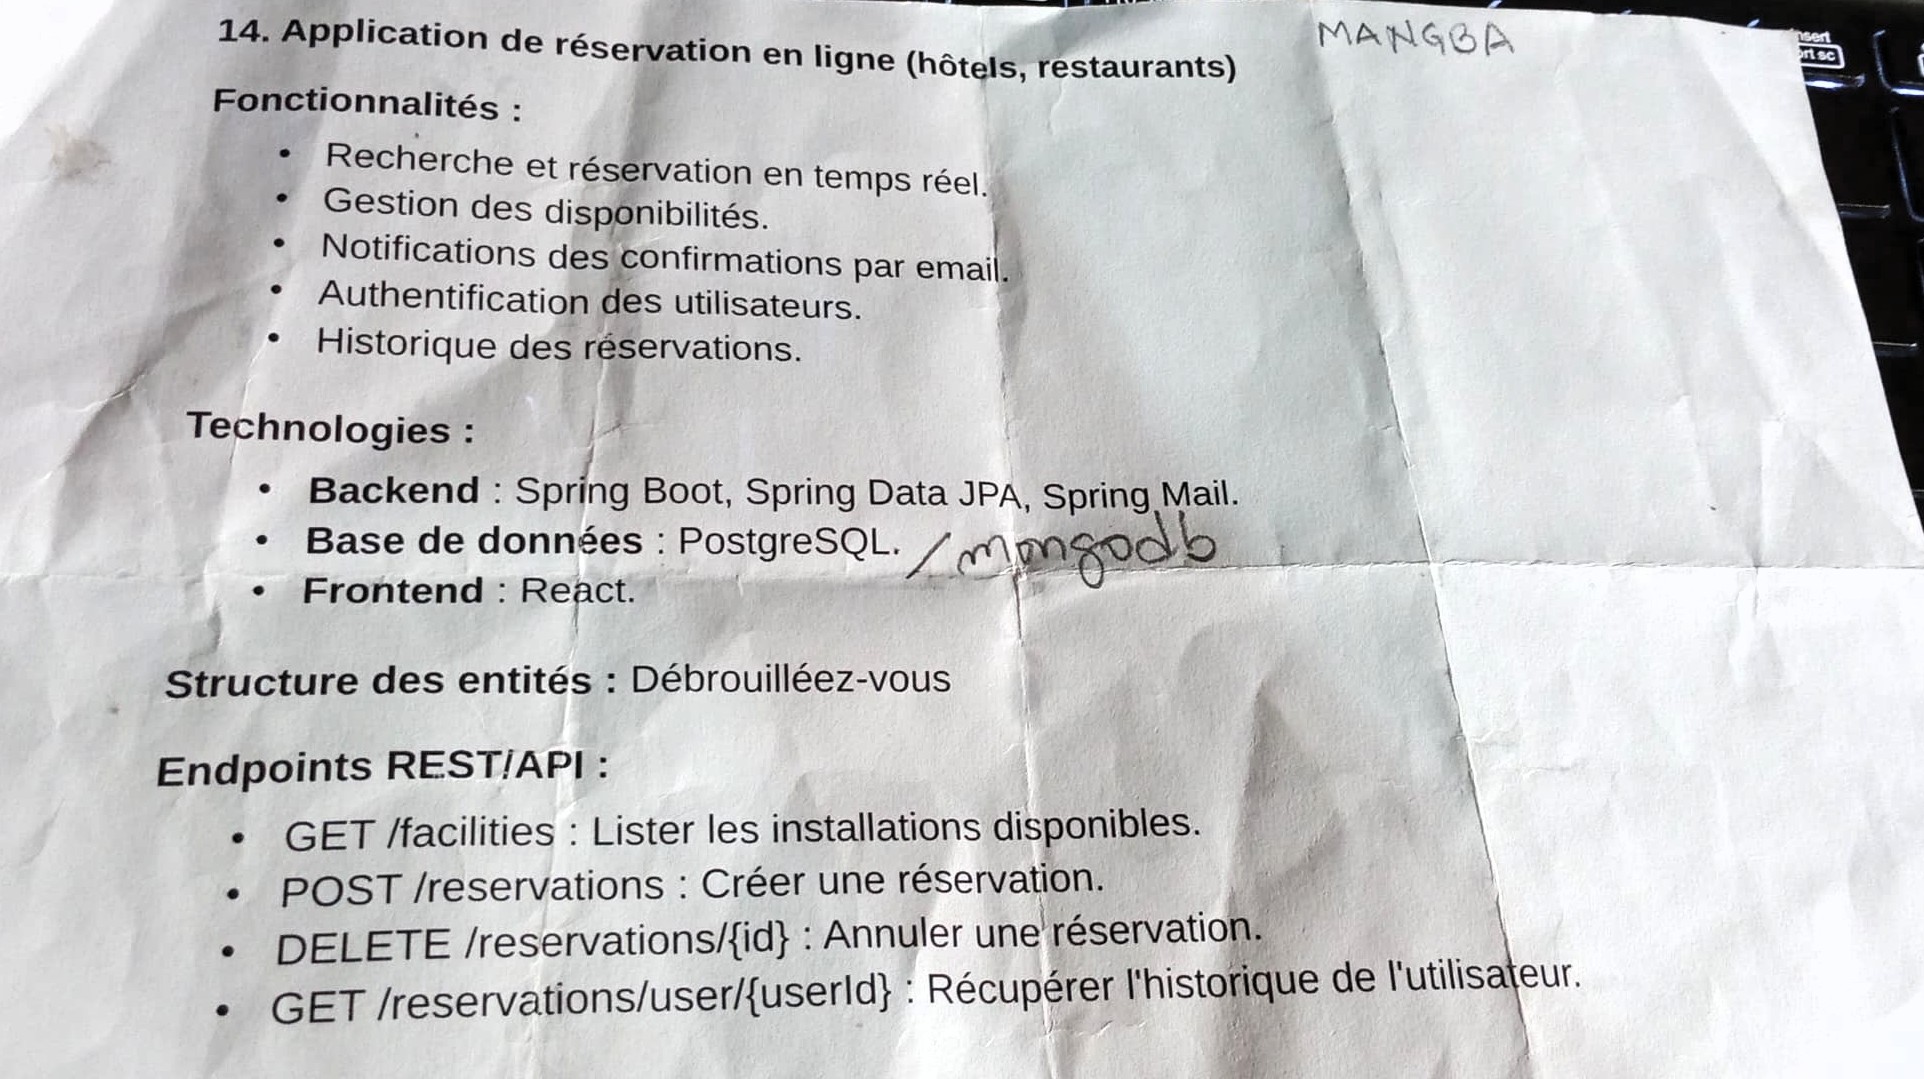 14. Application de réservation en ligne (hôtels, restaurants)
MANGBA
Fonctionnalités :
• Recherche et réservation en temps réel.
• Gestion des disponibilités.
• Notifications des confirmations par email.
• Authentification des utilisateurs.
• Historique des réservations.
Technologies :
• Backend : Spring Boot, Spring Data JPA, Spring Mail.
• Base de données : PostgreSQL. /mongodb
• Frontend : React.
Structure des entités : Débrouilléez-vous
Endpoints REST/API :
• GET /facilities : Lister les installations disponibles.
• POST /reservations : Créer une réservation.
• DELETE /reservations/{id} : Annuler une réservation.
• GET /reservations/user/{userId} : Récupérer l'historique de l'utilisateur.